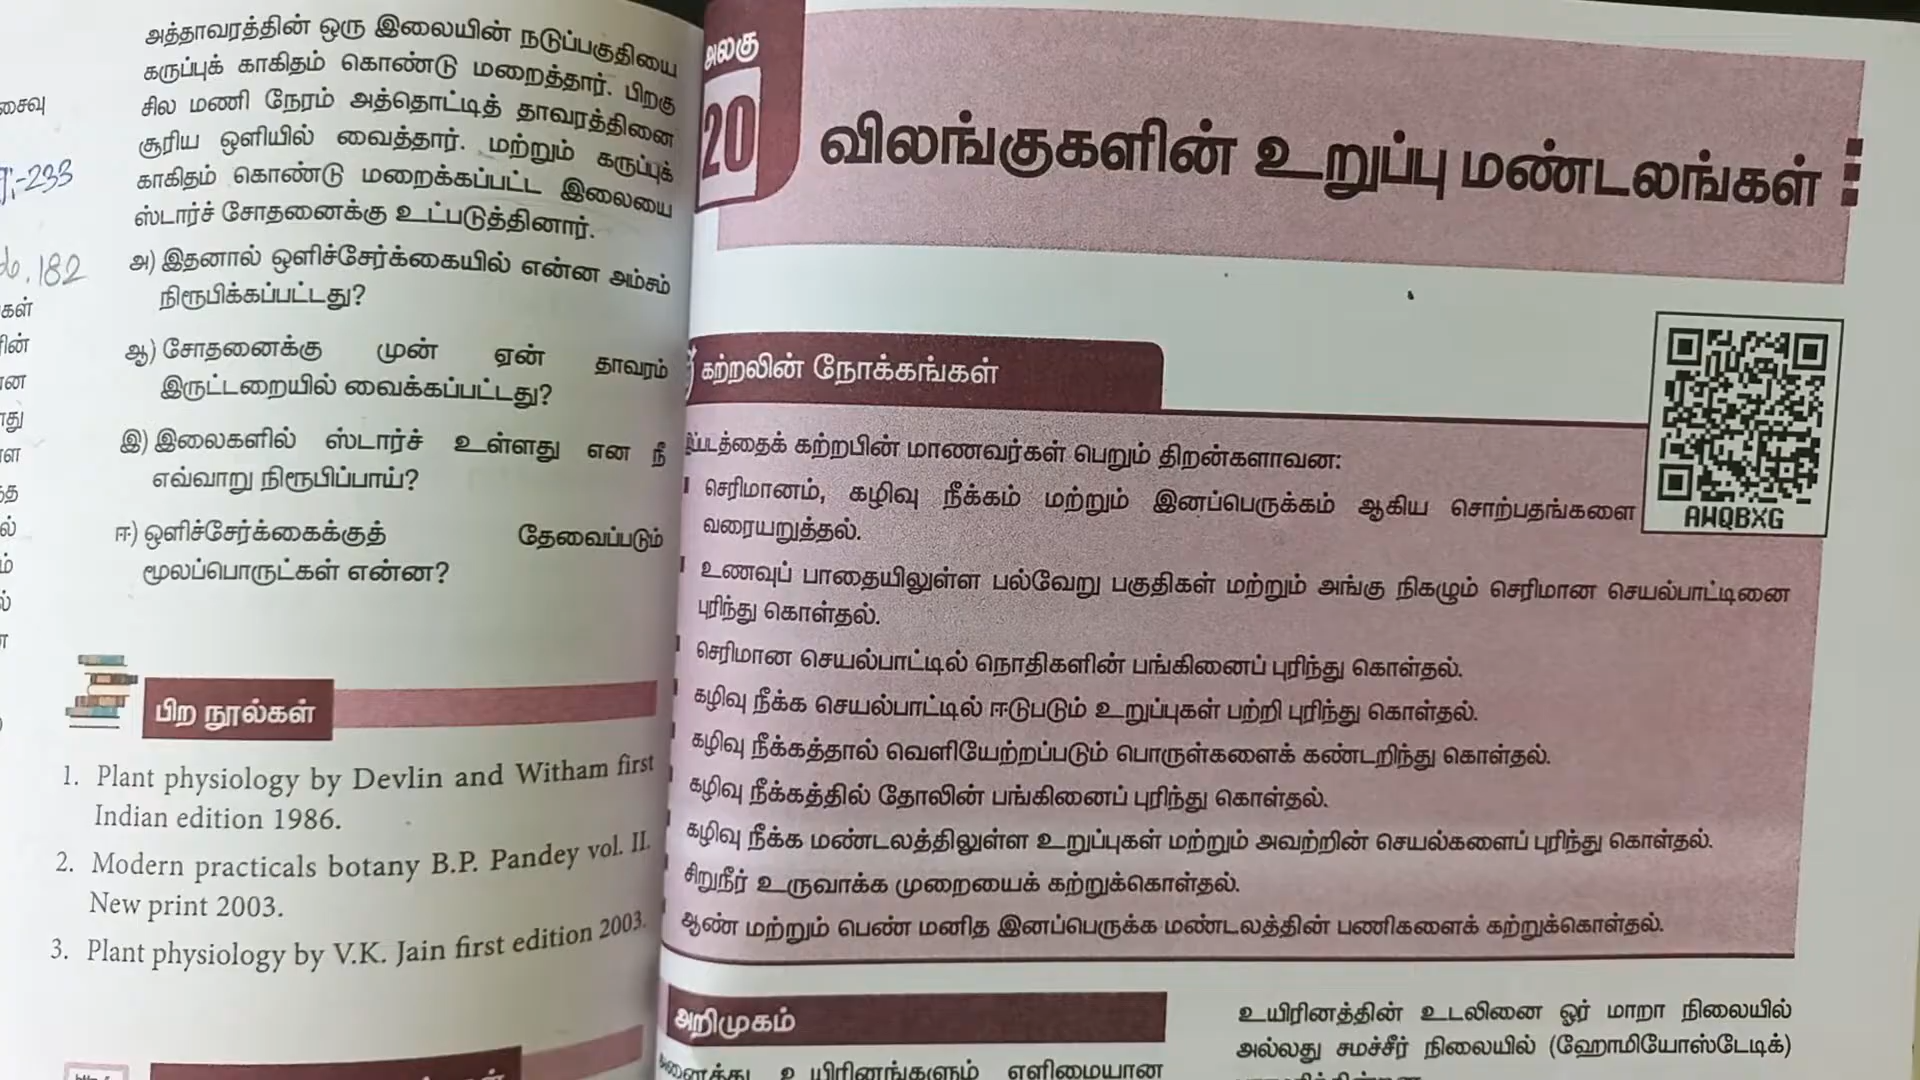 அத்தாவரத்தின் ஒரு இலையின் நடுப்பகுதியை
கருப்புக் காகிதம் கொண்டு மறைத்தார். பிறகு
சில மணி நேரம் அத்தொட்டித் தாவரத்தினை
சூரிய ஒளியில் வைத்தார். மற்றும் கருப்புக்
காகிதம் கொண்டு மறைக்கப்பட்ட இலையை
ஸ்டார்ச் சோதனைக்கு உட்படுத்தினார்.
அ) இதனால் ஒளிச்சேர்க்கையில் என்ன அம்சம்
நிரூபிக்கப்பட்டது?
ஆ) சோதனைக்கு முன் ஏன் தாவரம்
இருட்டறையில் வைக்கப்பட்டது?
இ) இலைகளில் ஸ்டார்ச் உள்ளது என நீ
எவ்வாறு நிரூபிப்பாய்?
ஈ) ஒளிச்சேர்க்கைக்குத் தேவைப்படும்
மூலப்பொருட்கள் என்ன?
பிற நூல்கள்
1. Plant physiology by Devlin and Witham first
Indian edition 1986.
2. Modern practicals botany B.P. Pandey vol. II.
New print 2003.
3. Plant physiology by V.K. Jain first edition 2003.
-233
182
அலகு
20
விலங்குகளின் உறுப்பு மண்டலங்கள்
AWQBXG
கற்றலின் நோக்கங்கள்
கற்றபின் மாணவர்கள் பெறும் திறன்களாவன:
செரிமானம், கழிவு நீக்கம் மற்றும் இனப்பெருக்கம் ஆகிய சொற்பதங்களை
வரையறுத்தல்.
உணவுப் பாதையிலுள்ள பல்வேறு பகுதிகள் மற்றும் அங்கு நிகழும் செரிமான செயல்பாட்டினை
புரிந்து கொள்தல்.
செரிமான செயல்பாட்டில் நொதிகளின் பங்கினைப் புரிந்து கொள்தல்.
கழிவு நீக்க செயல்பாட்டில் ஈடுபடும் உறுப்புகள் பற்றி புரிந்து கொள்தல்.
கழிவு நீக்கத்தால் வெளியேற்றப்படும் பொருள்களைக் கண்டறிந்து கொள்தல்.
கழிவு நீக்கத்தில் தோலின் பங்கினைப் புரிந்து கொள்தல்.
கழிவு நீக்க மண்டலத்திலுள்ள உறுப்புகள் மற்றும் அவற்றின் செயல்களைப் புரிந்து கொள்தல்.
சிறுநீர் உருவாக்க முறையைக் கற்றுக்கொள்தல்.
ஆண் மற்றும் பெண் மனித இனப்பெருக்க மண்டலத்தின் பணிகளைக் கற்றுக்கொள்தல்.
அறிமுகம்
அனைத்து உயிரினங்களும் எளிமையான
உயிரினத்தின் உடலினை ஓர் மாறா நிலையில்
அல்லது சமச்சீர் நிலையில் (ஹோமியோஸ்டேடிக்)